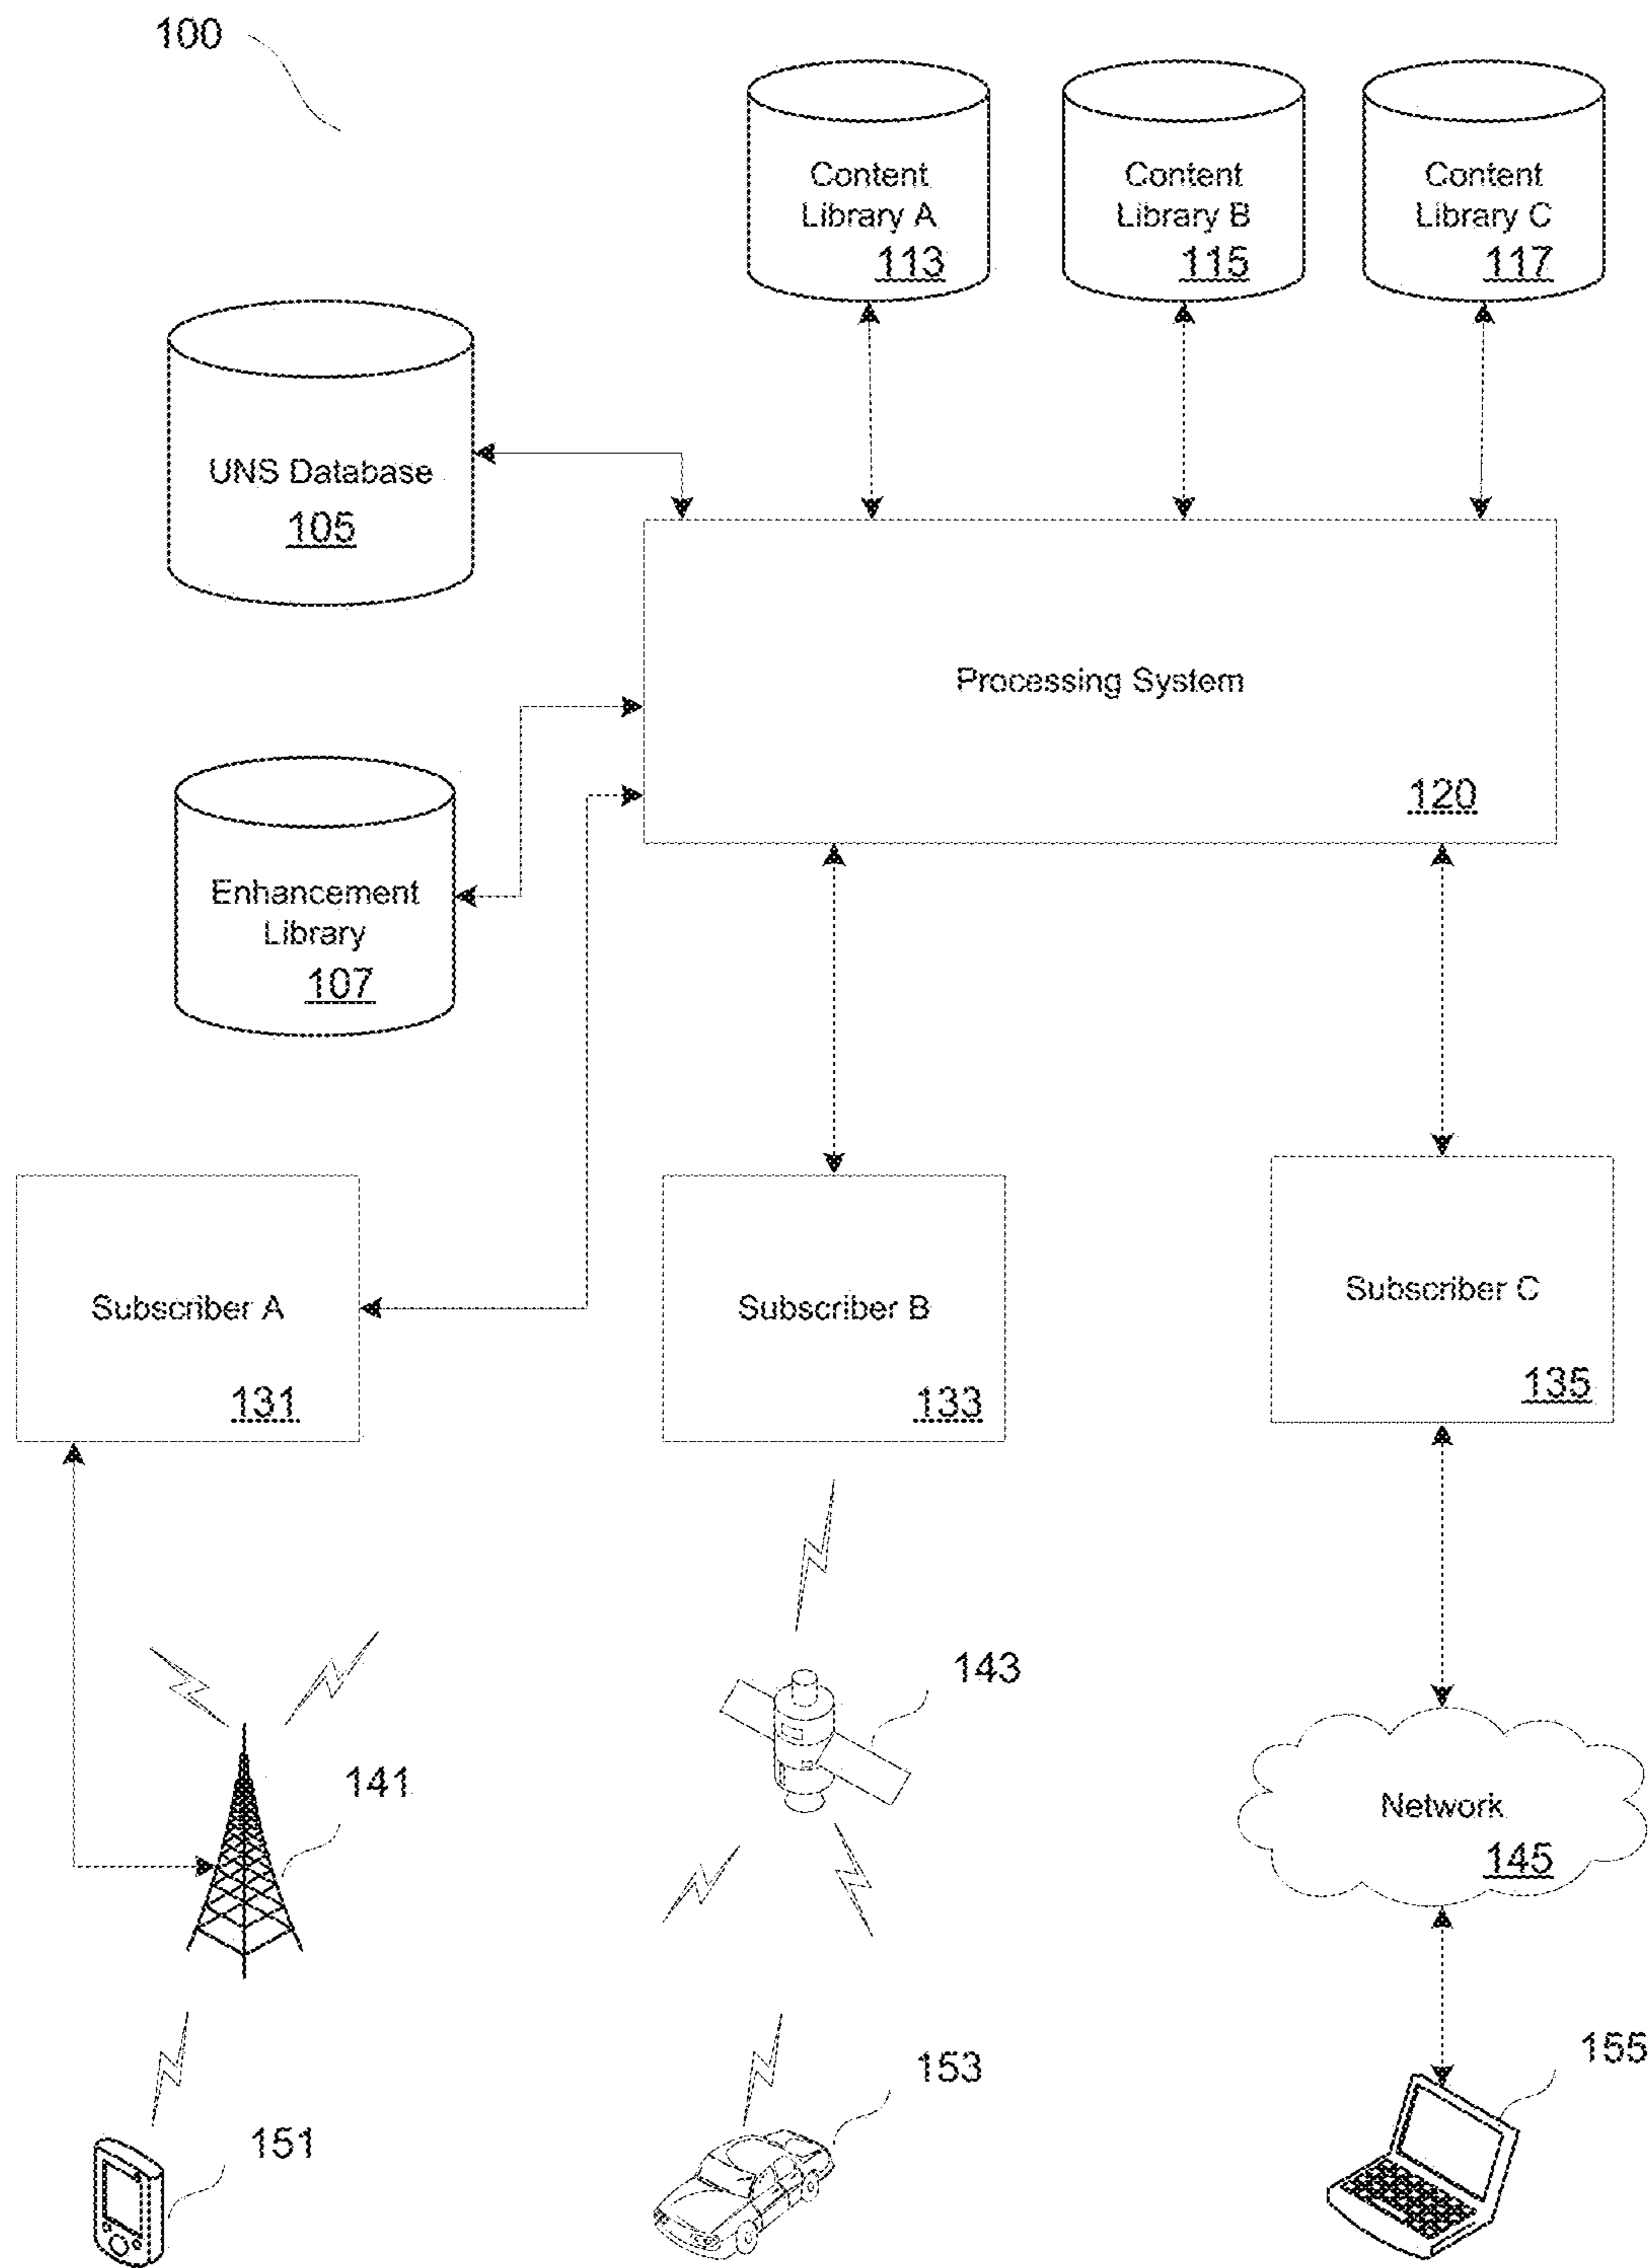 100
Content
Library A
113
Content
Library B
115
Content
Library C
117
UNS Database
105
Processing System
120
Enhancement
Library
107
Subscriber A
131
Subscriber B
133
Subscriber C
135
143
141
Network
145
155
153
151